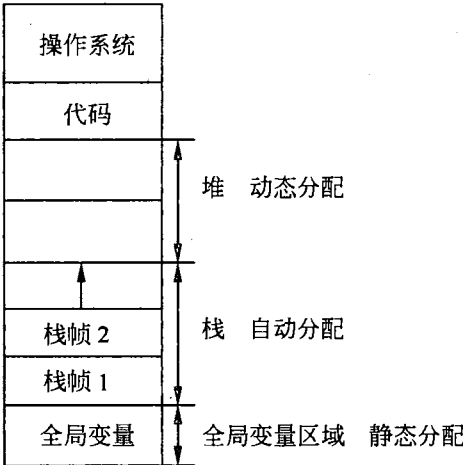 操作系统
代码
堆 动态分配
栈帧 2
栈 自动分配
栈帧 1
全局变量
全局变量区域 静态分配